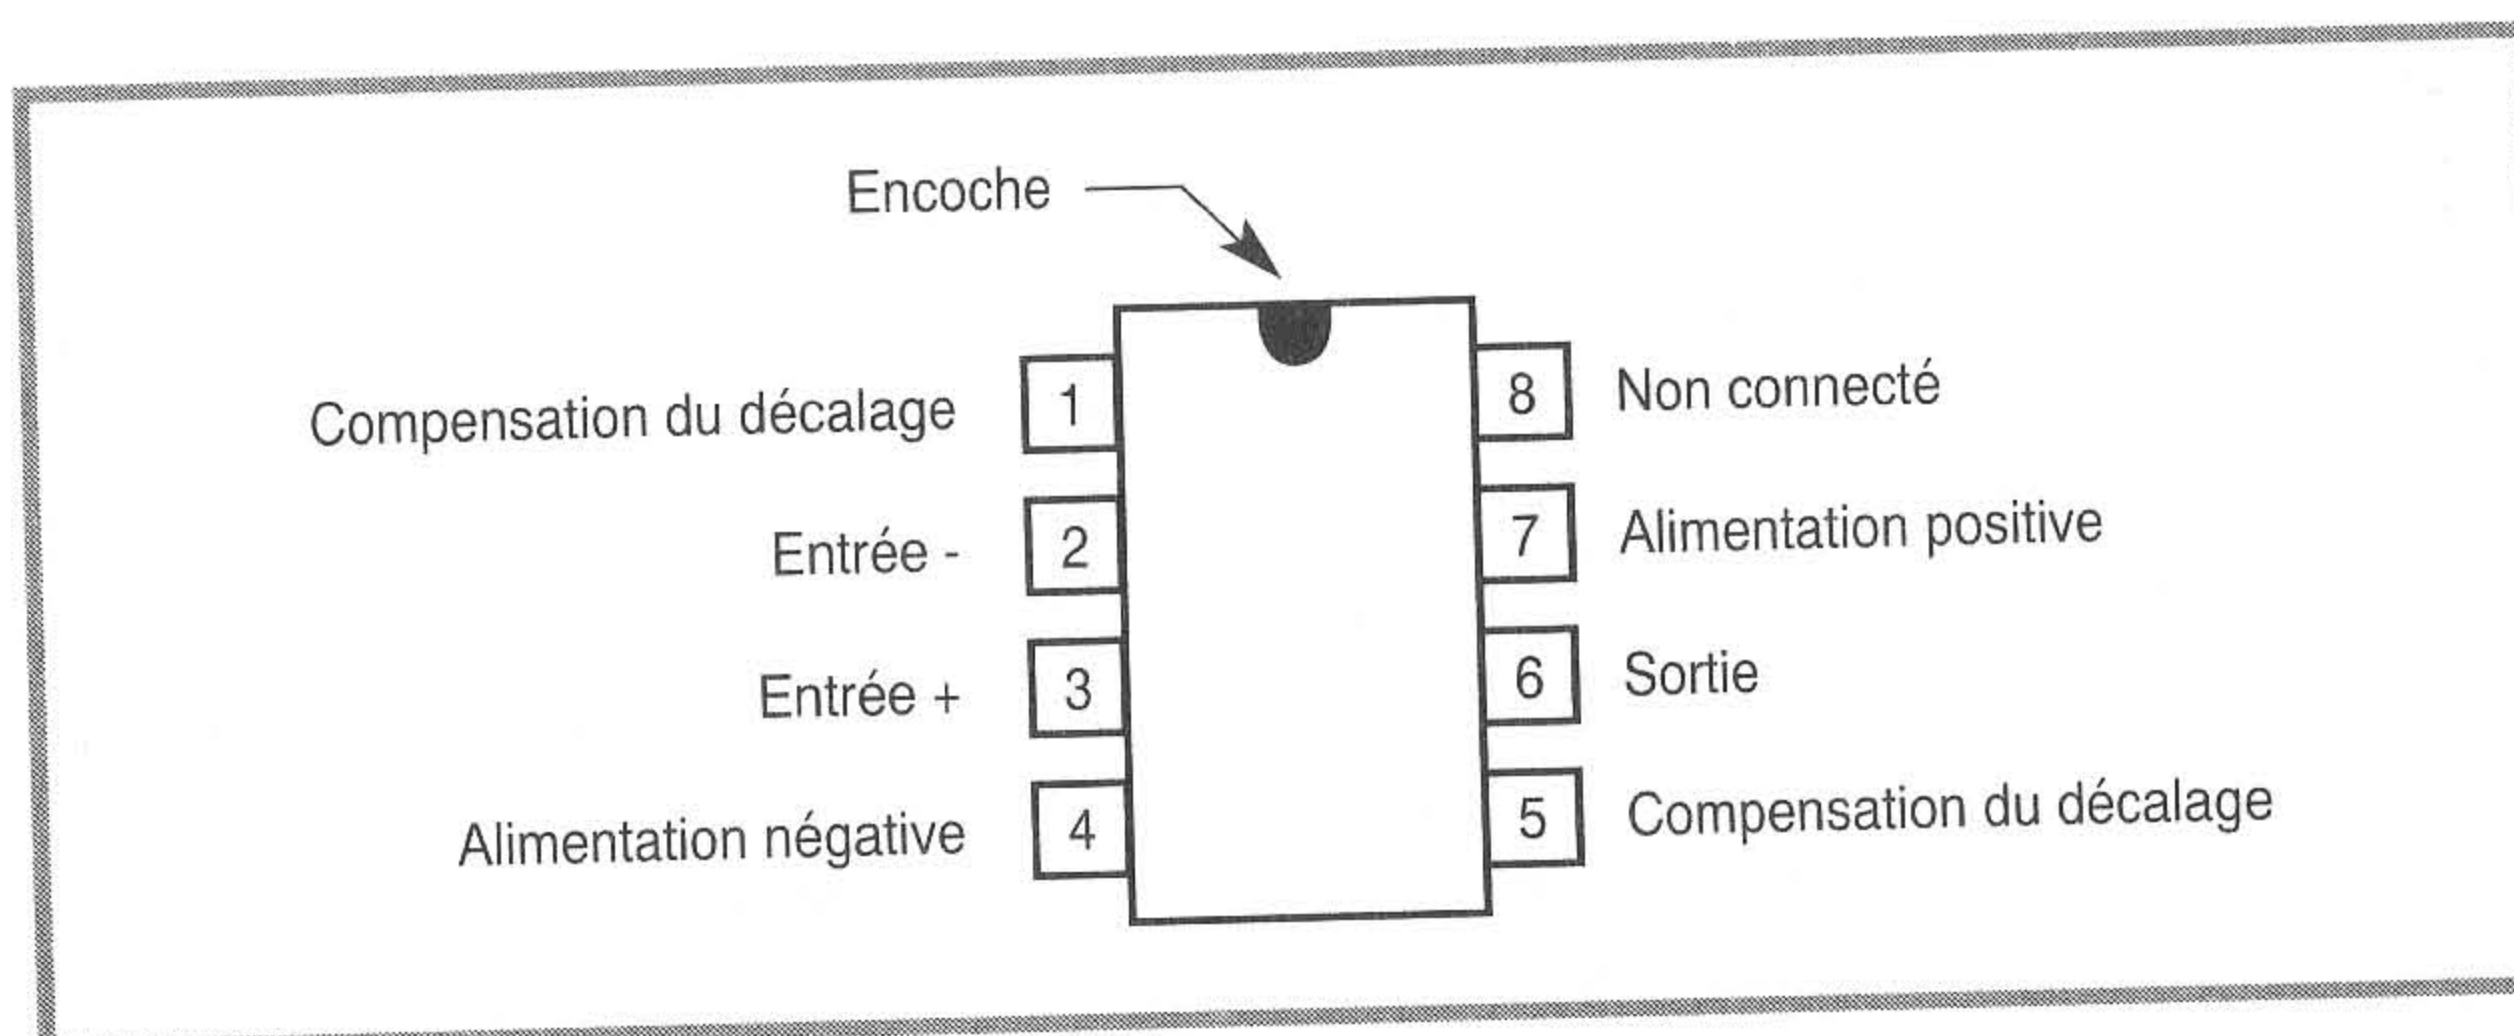 Encoche
Compensation du décalage 1
8 Non connecté
Entrée - 2
7 Alimentation positive
Entrée + 3
6 Sortie
Alimentation négative 4
5 Compensation du décalage